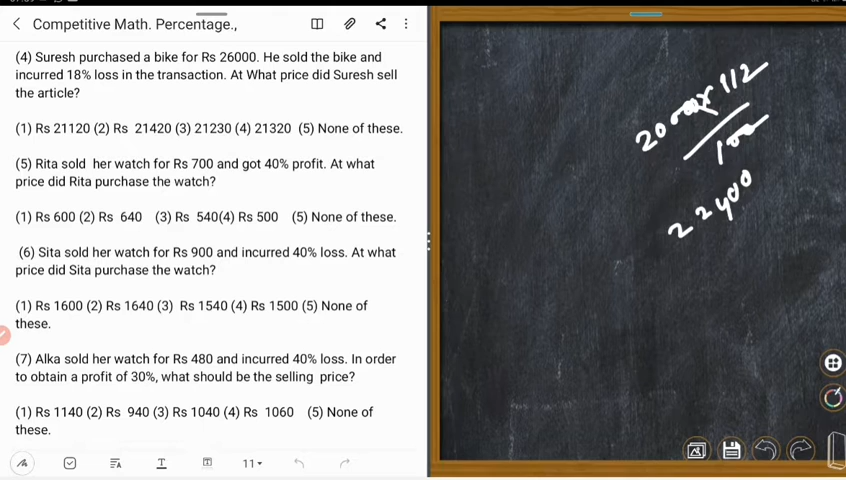 Competitive Math. Percentage.,
(4) Suresh purchased a bike for Rs 26000. He sold the bike and
incurred 18% loss in the transaction. At What price did Suresh sell
the article?
(1) Rs 21120 (2) Rs 21420 (3) 21230 (4) 21320 (5) None of these.
(5) Rita sold her watch for Rs 700 and got 40% profit. At what
price did Rita purchase the watch?
(1) Rs 600 (2) Rs 640 (3) Rs 540(4) Rs 500 (5) None of these.
(6) Sita sold her watch for Rs 900 and incurred 40% loss. At what
price did Sita purchase the watch?
(1) Rs 1600 (2) Rs 1640 (3) Rs 1540 (4) Rs 1500 (5) None of
these.
(7) Alka sold her watch for Rs 480 and incurred 40% loss. In order
to obtain a profit of 30%, what should be the selling price?
(1) Rs 1140 (2) Rs 940 (3) Rs 1040 (4) Rs 1060 (5) None of
these.
11
20000x112
100
22400